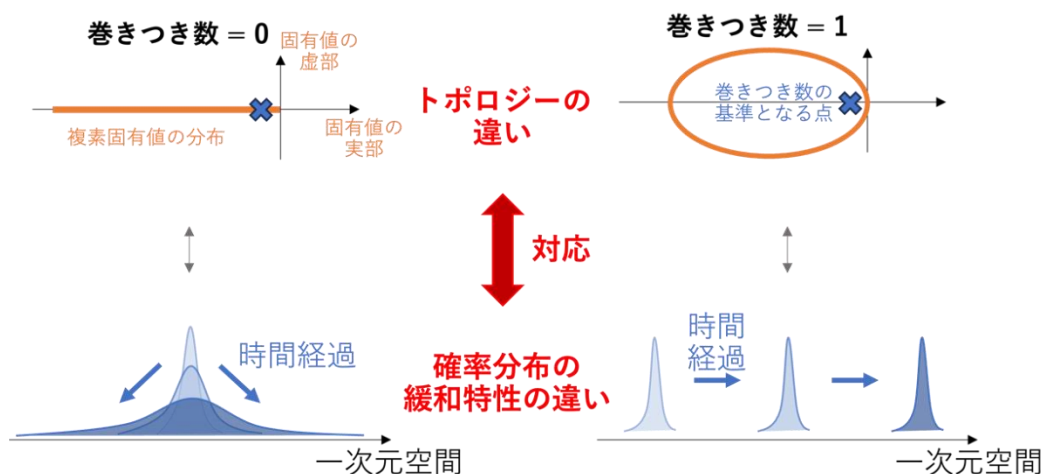 巻きつき数 = 0
固有値の
虚部
複素固有値の分布
固有値の
実部
トポロジーの
違い
巻きつき数 = 1
巻きつき数の
基準となる点
対応
時間経過
一次元空間
確率分布の
緩和特性の違い
時間
経過
一次元空間